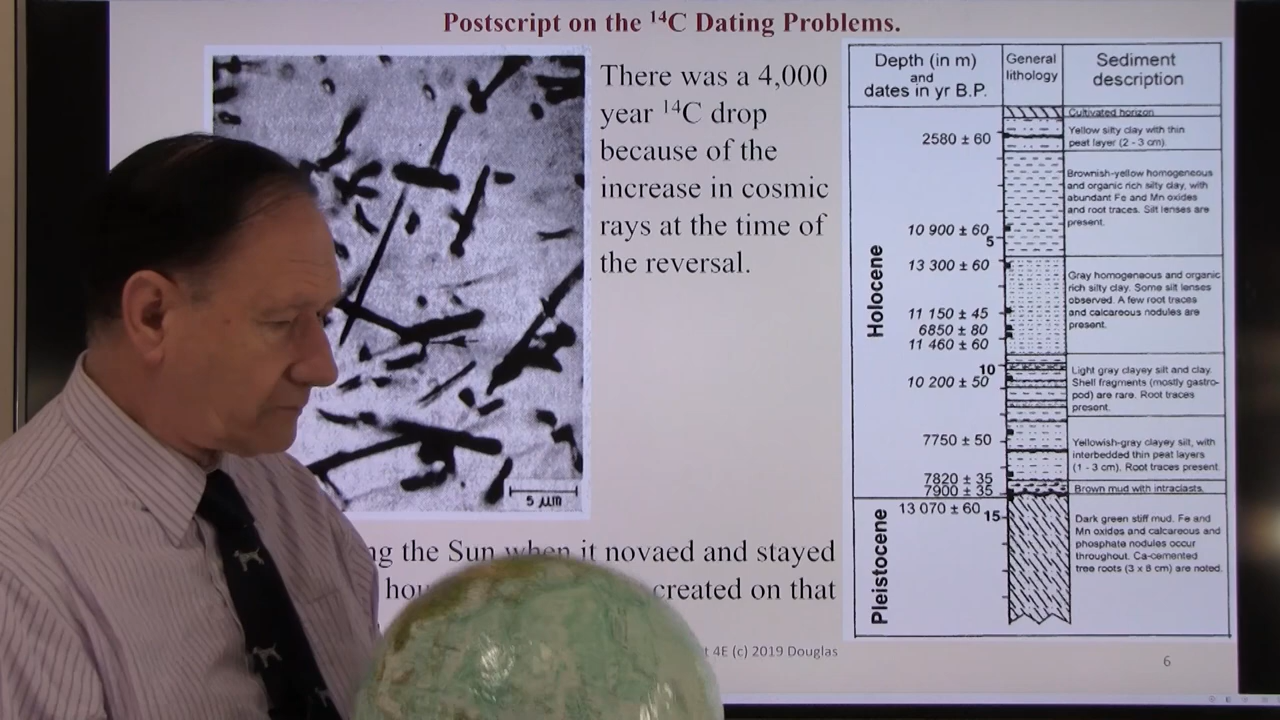 Postscript on the ¹⁴C Dating Problems.
There was a 4,000
year ¹⁴C drop
because of the
increase in cosmic
rays at the time of
the reversal.
5 µm
the Sun when it novaed and stayed
created on that
4E (c) 2019 Douglas
6
Depth (in m)
and
dates in yr B.P.
General
lithology
Sediment
description
Holocene
Pleistocene
2580 ± 60
10 900 ± 60
5
13 300 ± 60
11 150 ± 45
6850 ± 80
11 460 ± 60
10
10 200 ± 50
7750 ± 50
7820 ± 35
7900 ± 35
13 070 ± 60
15
Cultivated horizon
Yellow silty clay with thin
peat layer (2 - 3 cm).
Brownish-yellow homogeneous
and organic rich silty clay, with
abundant Fe and Mn oxides
and root traces. Silt lenses are
present.
Gray homogeneous and organic
rich silty clay. Some silt lenses
observed. A few root traces
and calcareous nodules are
present.
Light gray clayey silt and clay.
Shell fragments (mostly gastro-
pod) are rare. Root traces
present.
Yellowish-gray clayey silt, with
interbedded thin peat layers
(1 - 3 cm). Root traces present.
Brown mud with intraclasts.
Dark green stiff mud. Fe and
Mn oxides and calcareous and
phosphate nodules occur
throughout. Ca-cemented
tree roots (3 x 8 cm) are noted.